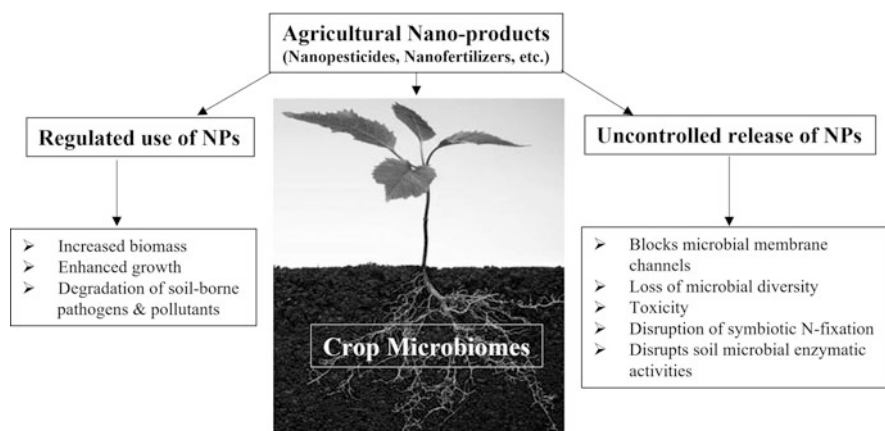 Agricultural Nano-products
(Nanopesticides, Nanofertilizers, etc.)
Regulated use of NPs
Uncontrolled release of NPs
➢ Increased biomass
➢ Enhanced growth
➢ Degradation of soil-borne
pathogens & pollutants
➢ Blocks microbial membrane
channels
➢ Loss of microbial diversity
➢ Toxicity
➢ Disruption of symbiotic N-fixation
➢ Disrupts soil microbial enzymatic
activities
Crop Microbiomes